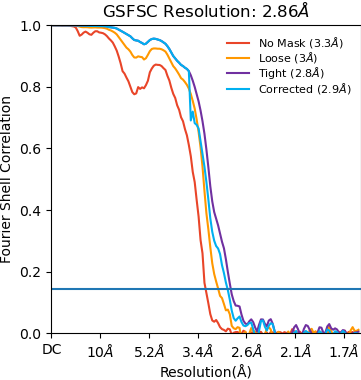 GSFSC Resolution: 2.86Å
Fourier Shell Correlation
1.0
0.8
0.6
0.4
0.2
0.0
No Mask (3.3Å)
Loose (3Å)
Tight (2.8Å)
Corrected (2.9Å)
DC 10Å 5.2Å 3.4Å 2.6Å 2.1Å 1.7Å
Resolution(Å)